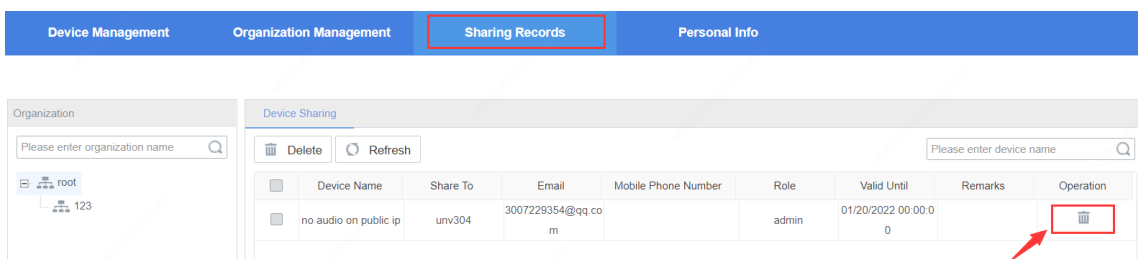 Device Management Organization Management Sharing Records Personal Info
Organization
Device Sharing
Please enter organization name
Delete Refresh
Please enter device name
root
123
Device Name Share To Email Mobile Phone Number Role Valid Until Remarks Operation
no audio on public ip unv304 3007229354@qq.co admin 01/20/2022 00:00:0
m 0